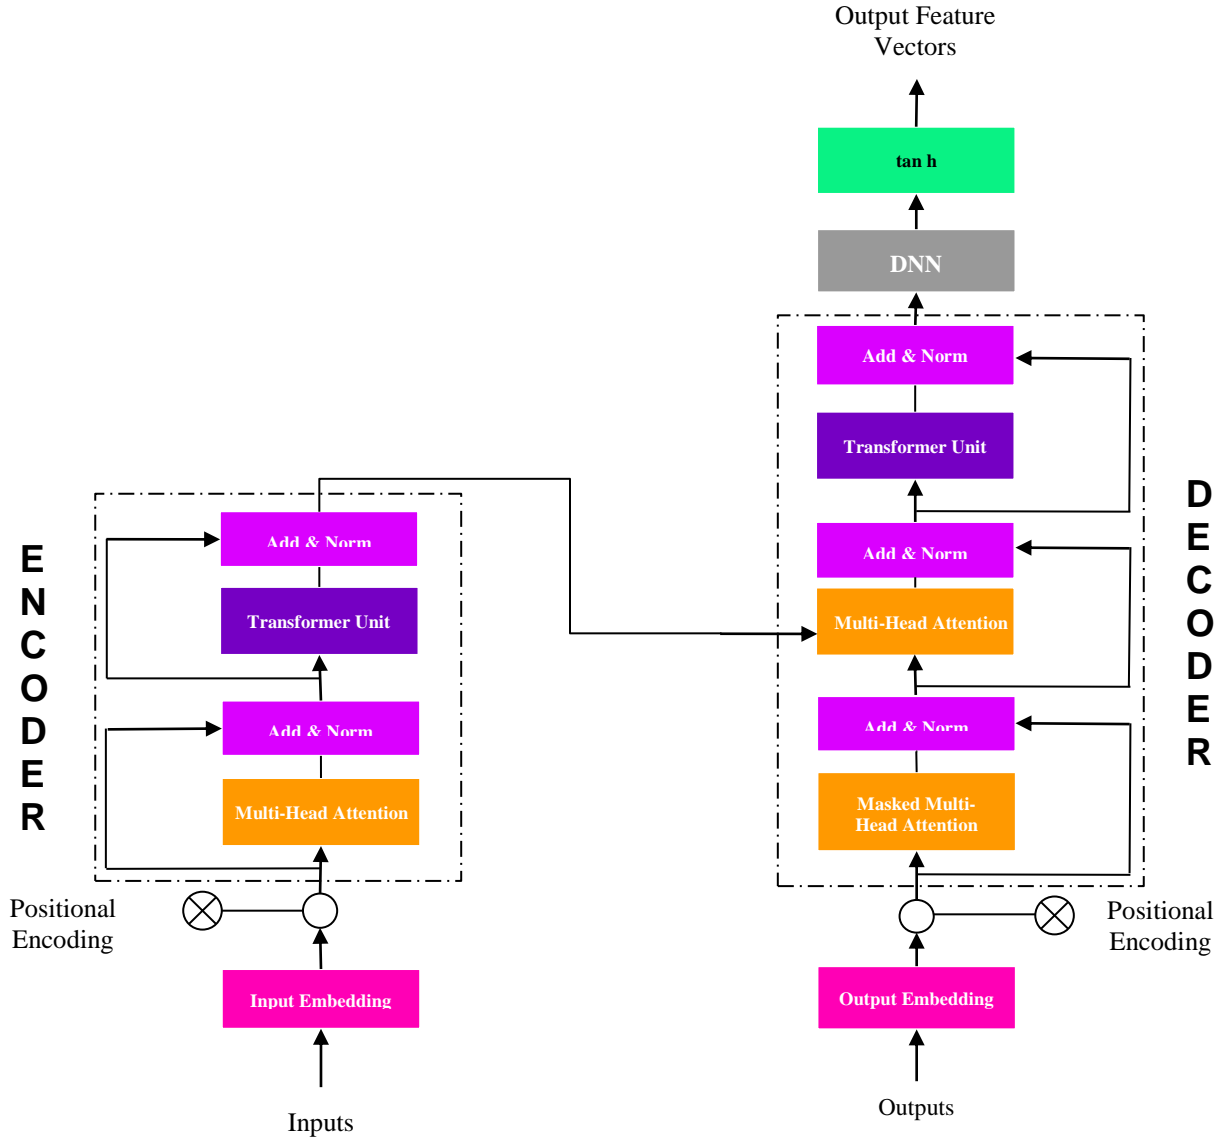 Output Feature
Vectors
tan h
DNN
Add & Norm
Transformer Unit
Add & Norm
Multi-Head Attention
Add & Norm
Masked Multi-
Head Attention
Positional
Encoding
Output Embedding
Outputs
DECODER
ENCODER
Add & Norm
Transformer Unit
Add & Norm
Multi-Head Attention
Positional
Encoding
Input Embedding
Inputs